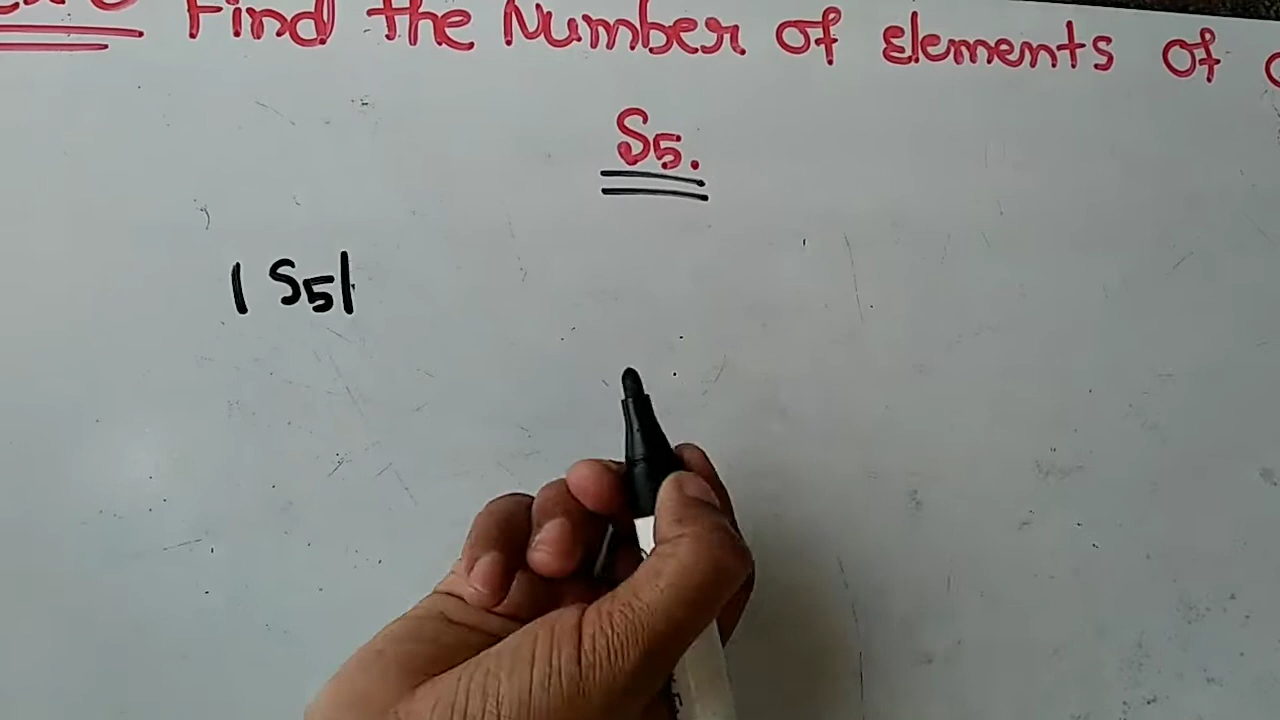 Find the Number of elements of
S5.
| S5|